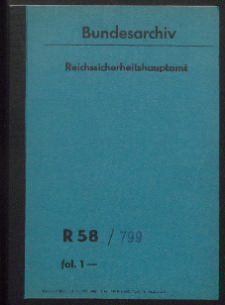 Bundesarchiv
Reichssicherheitshauptamt
R 58 / 799
fol. 1—